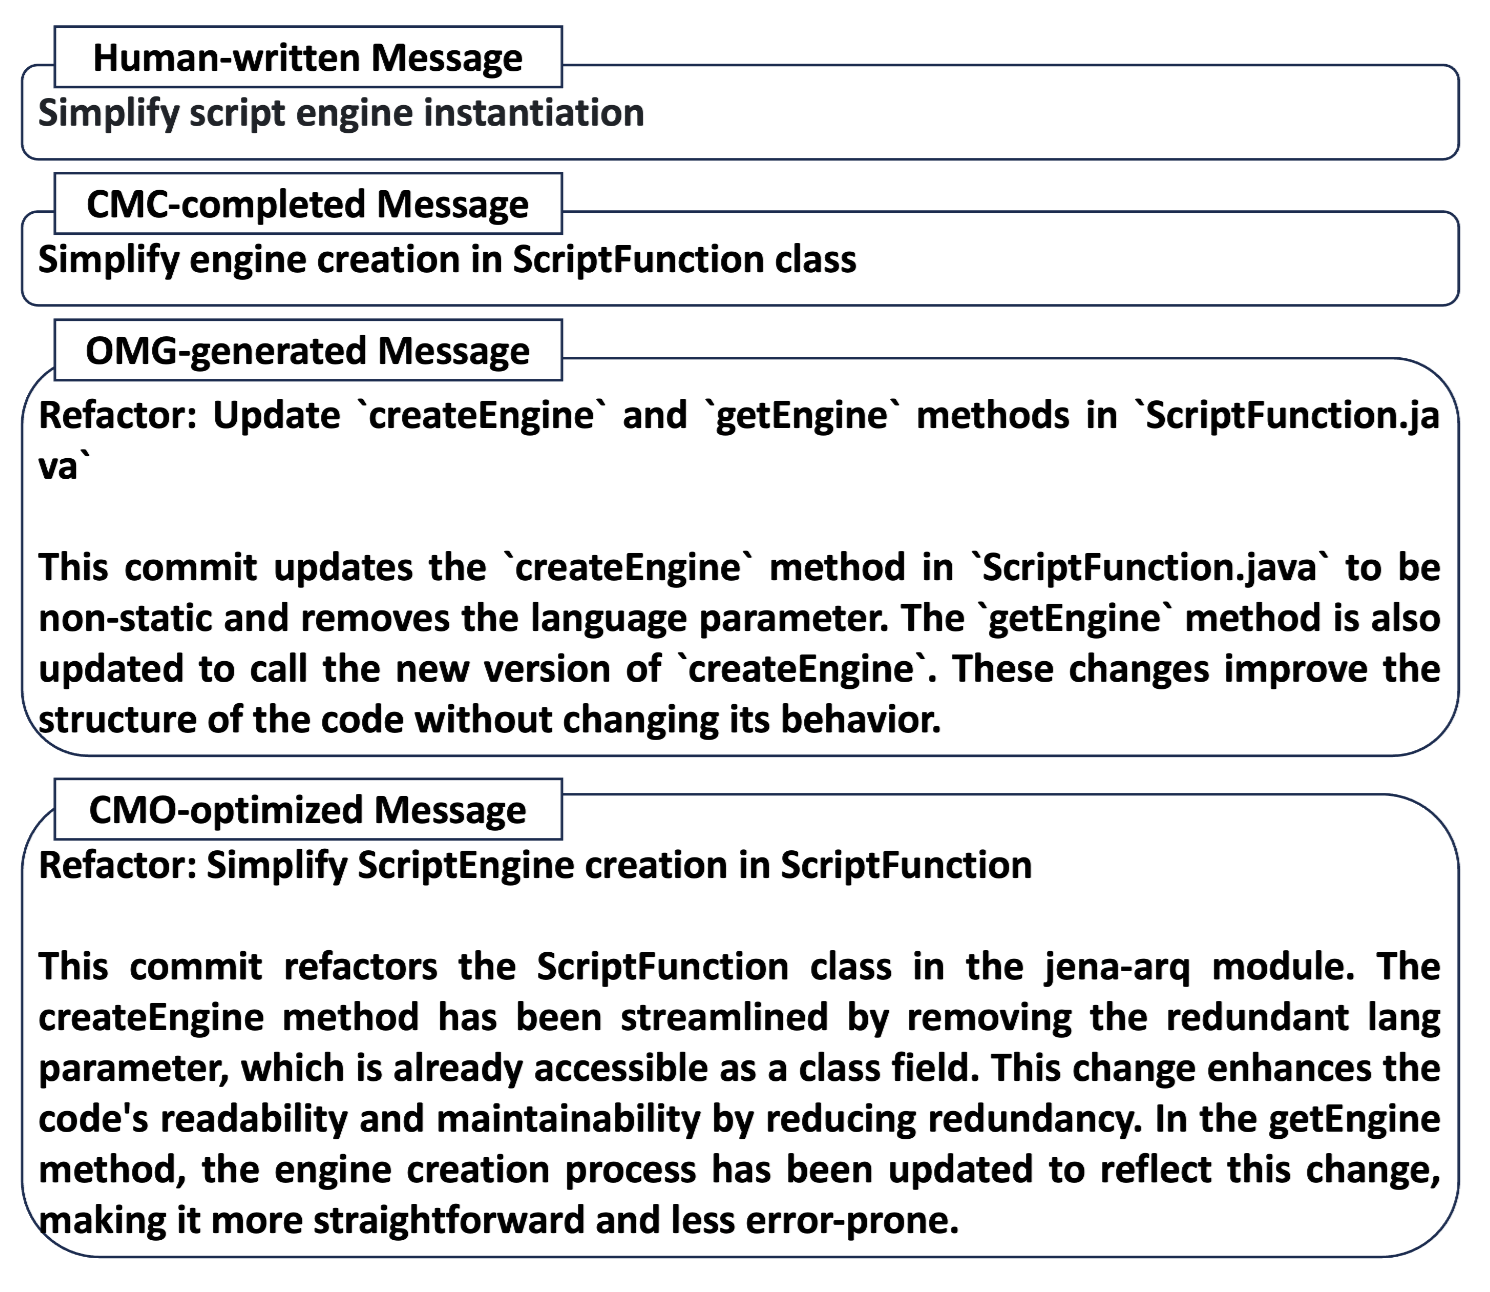 Human-written Message
Simplify script engine instantiation
CMC-completed Message
Simplify engine creation in ScriptFunction class
OMG-generated Message
Refactor: Update `createEngine` and `getEngine` methods in `ScriptFunction.ja
va`
This commit updates the `createEngine` method in `ScriptFunction.java` to be
non-static and removes the language parameter. The `getEngine` method is also
updated to call the new version of `createEngine`. These changes improve the
structure of the code without changing its behavior.
CMO-optimized Message
Refactor: Simplify ScriptEngine creation in ScriptFunction
This commit refactors the ScriptFunction class in the jena-arq module. The
createEngine method has been streamlined by removing the redundant lang
parameter, which is already accessible as a class field. This change enhances the
code's readability and maintainability by reducing redundancy. In the getEngine
method, the engine creation process has been updated to reflect this change,
making it more straightforward and less error-prone.